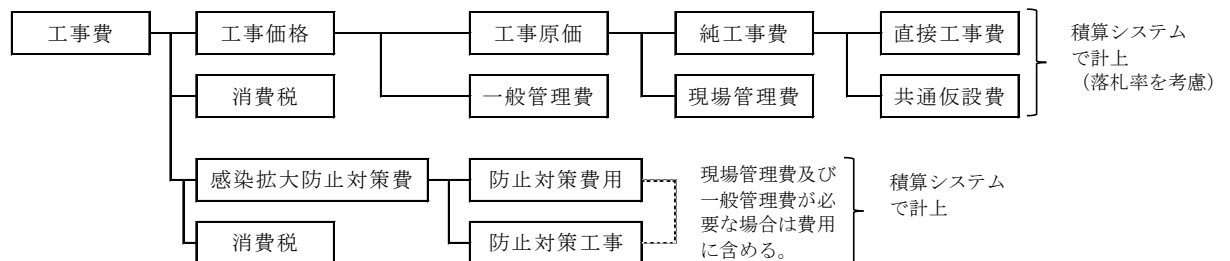 工事費
工事価格
工事原価
純工事費
直接工事費
積算システム
で計上
（落札率を考慮）
消費税
一般管理費
現場管理費
共通仮設費
感染拡大防止対策費
防止対策費用
現場管理費及び
一般管理費が必
要な場合は費用
に含める。
積算システム
で計上
消費税
防止対策工事